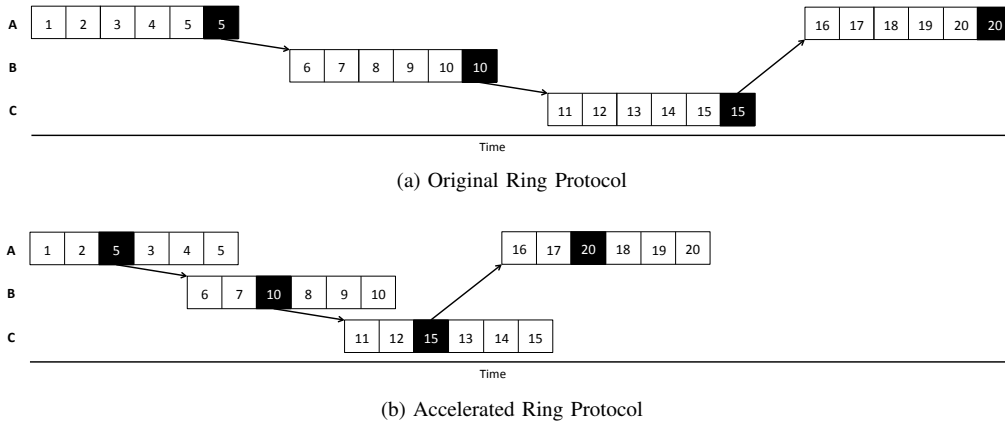 A 1 2 3 4 5 5 16 17 18 19 20 20
B 6 7 8 9 10 10
C 11 12 13 14 15 15
Time
(a) Original Ring Protocol
A 1 2 5 3 4 5 16 17 20 18 19 20
B 6 7 10 8 9 10
C 11 12 15 13 14 15
Time
(b) Accelerated Ring Protocol